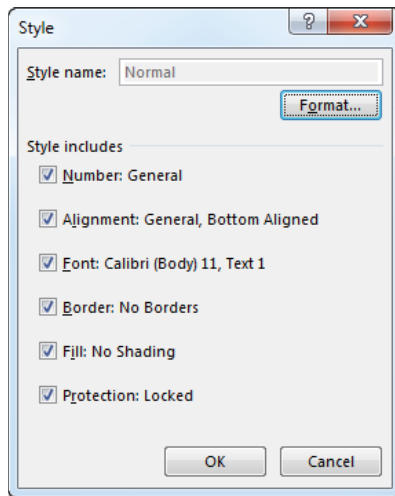 Style
Style name: Normal
Format...
Style includes
Number: General
Alignment: General, Bottom Aligned
Font: Calibri (Body) 11, Text 1
Border: No Borders
Fill: No Shading
Protection: Locked
OK Cancel